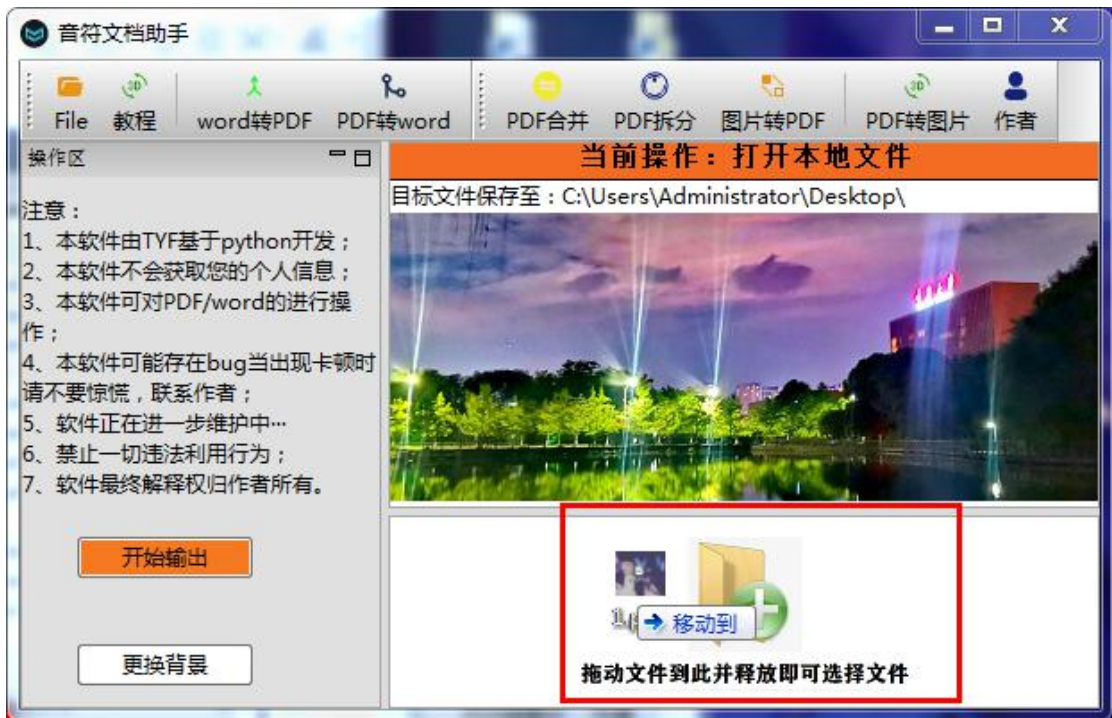 音符文档助手
File 教程 word转PDF PDF转word PDF合并 PDF拆分 图片转PDF PDF转图片 作者
操作区
当前操作：打开本地文件
目标文件保存至：C:\Users\Administrator\Desktop\
注意：
1、本软件由TYF基于python开发；
2、本软件不会获取您的个人信息；
3、本软件可对PDF/word的进行操
作；
4、本软件可能存在bug当出现卡顿时
请不要惊慌，联系作者；
5、软件正在进一步维护中…
6、禁止一切违法利用行为；
7、软件最终解释权归作者所有。
开始输出
更换背景
移动到
拖动文件到此并释放即可选择文件